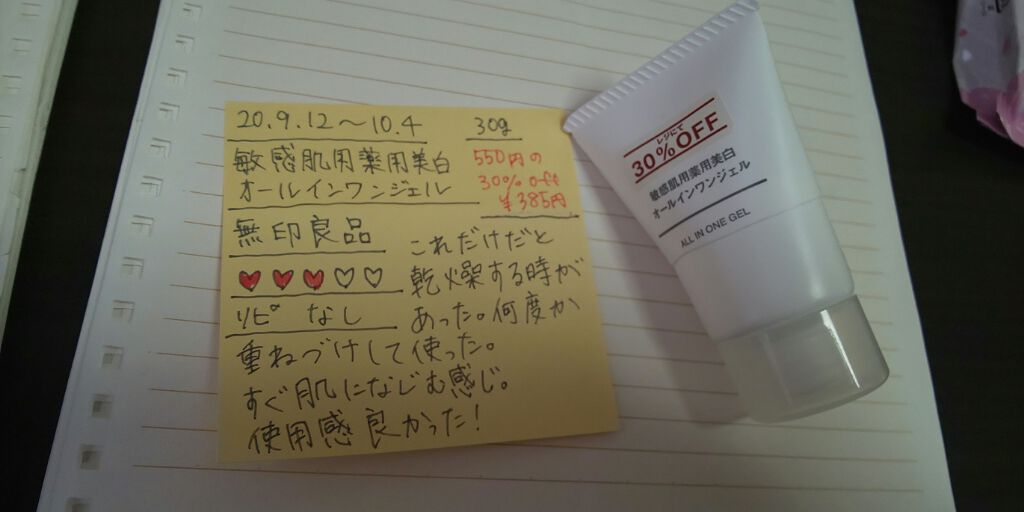 20.9.12～10.4
30g
敏感肌用薬用美白
オールインワンジェル
550円の
30% Off
¥385円
無印良品
リピ なし
これだけだと
乾燥する時が
あった。何度か
重ねづけして使った。
すぐ肌になじむ感じ。
使用感良かった!
レジにて
30%OFF
敏感肌用薬用美白
オールインワンジェル
ALL IN ONE GEL